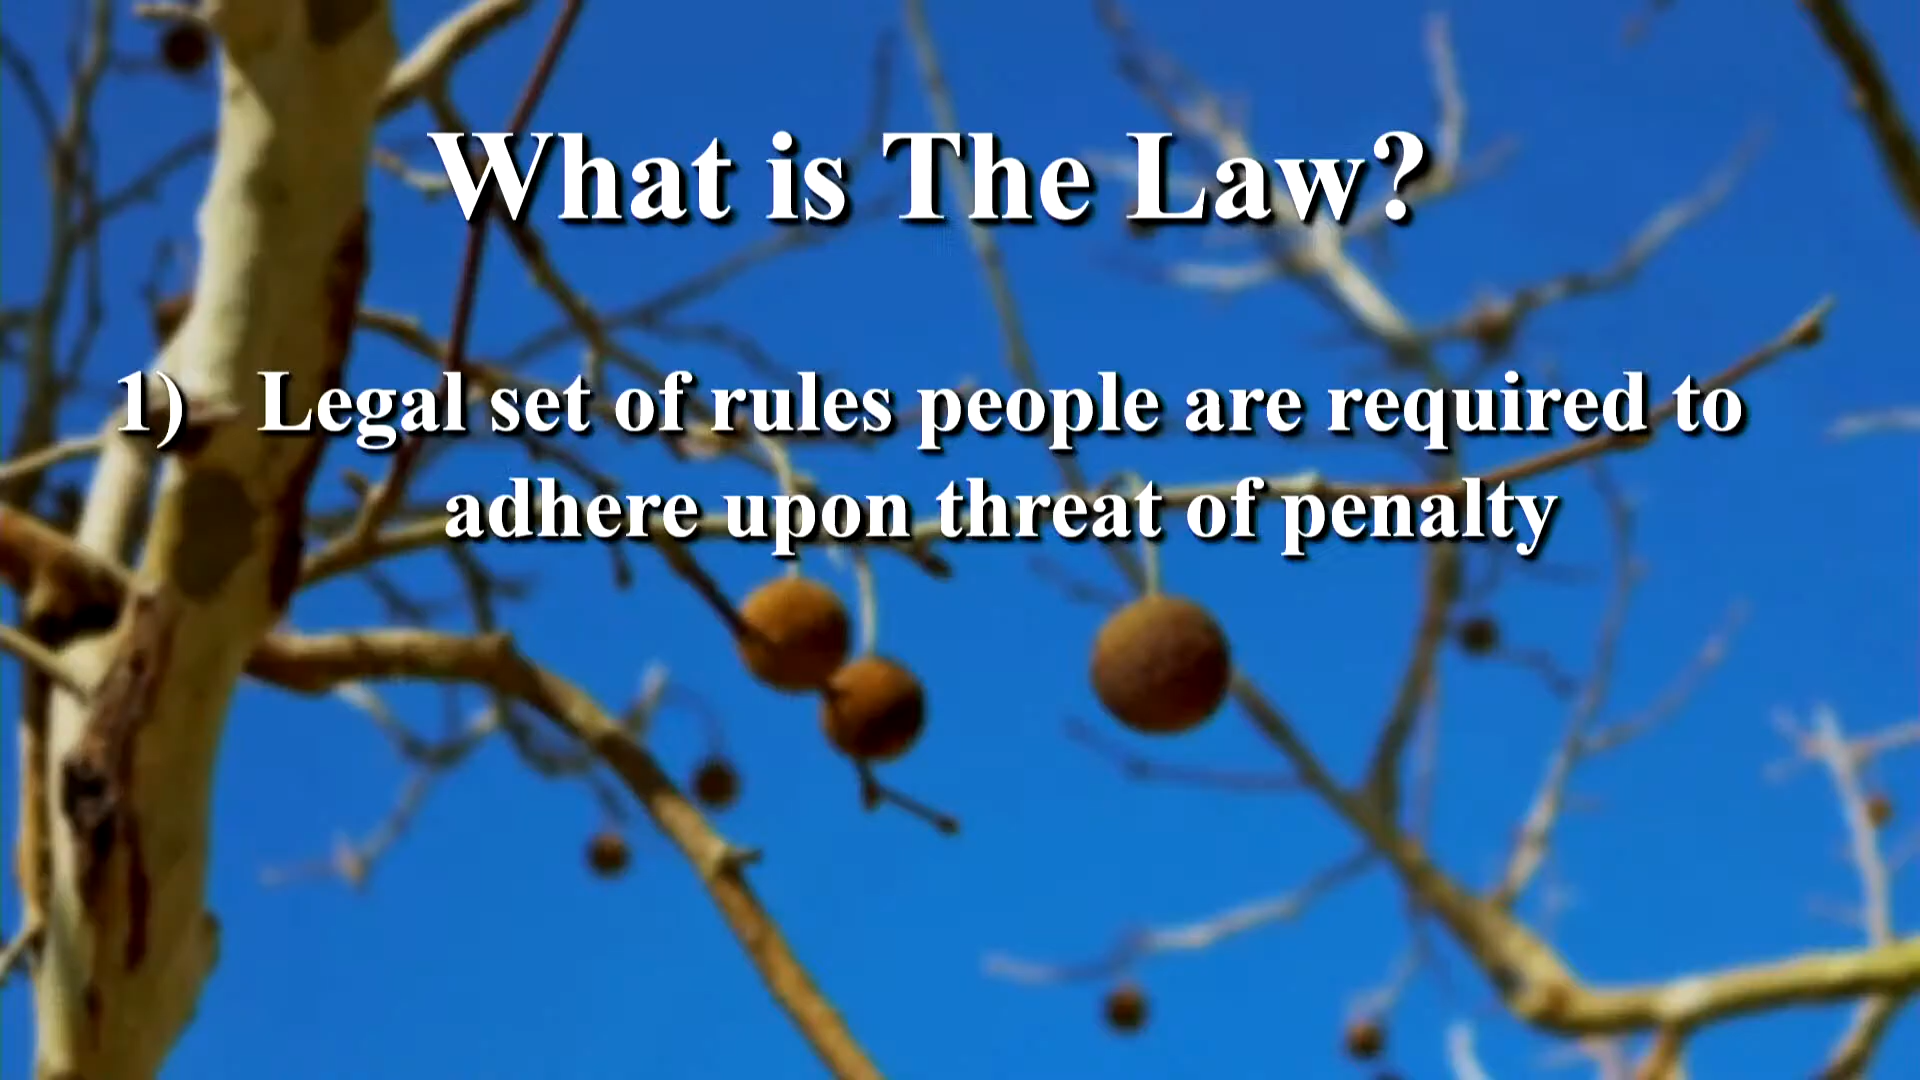 What is The Law?
1) Legal set of rules people are required to
adhere upon threat of penalty